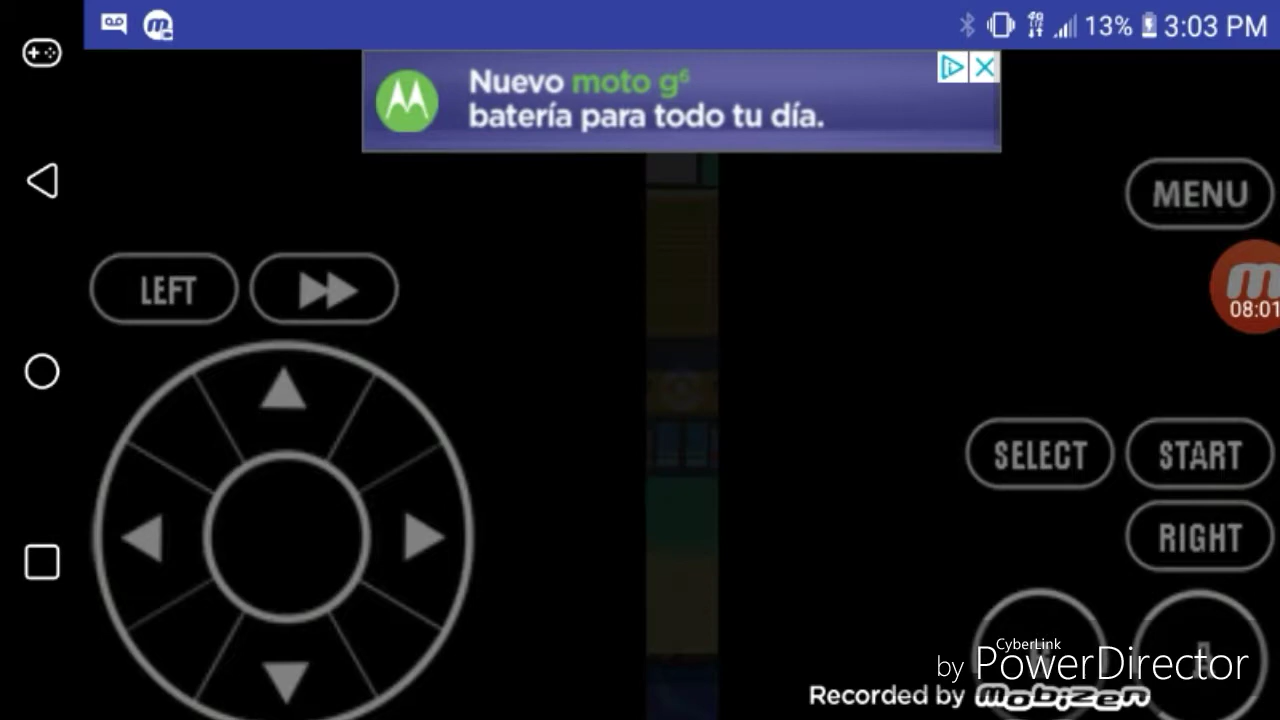 13% 3:03 PM
Nuevo moto g⁶
batería para todo tu día.
MENU
LEFT
08:01
SELECT START
RIGHT
CyberLink
by PowerDirector
Recorded by mobizen